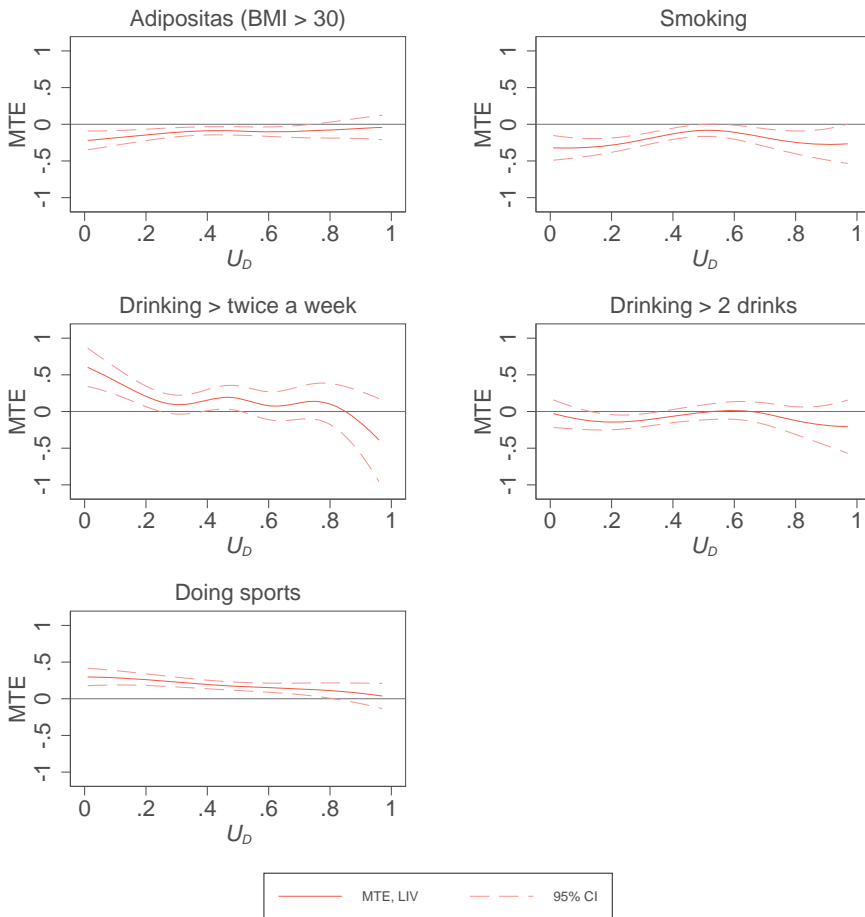 Adipositas (BMI > 30)
MTE
1
.5
0
-.5
-1
0 .2 .4 .6 .8 1
U_D
Smoking
MTE
1
.5
0
-.5
-1
0 .2 .4 .6 .8 1
U_D
Drinking > twice a week
MTE
1
.5
0
-.5
-1
0 .2 .4 .6 .8 1
U_D
Drinking > 2 drinks
MTE
1
.5
0
-.5
-1
0 .2 .4 .6 .8 1
U_D
Doing sports
MTE
1
.5
0
-.5
-1
0 .2 .4 .6 .8 1
U_D
MTE, LIV 95% CI